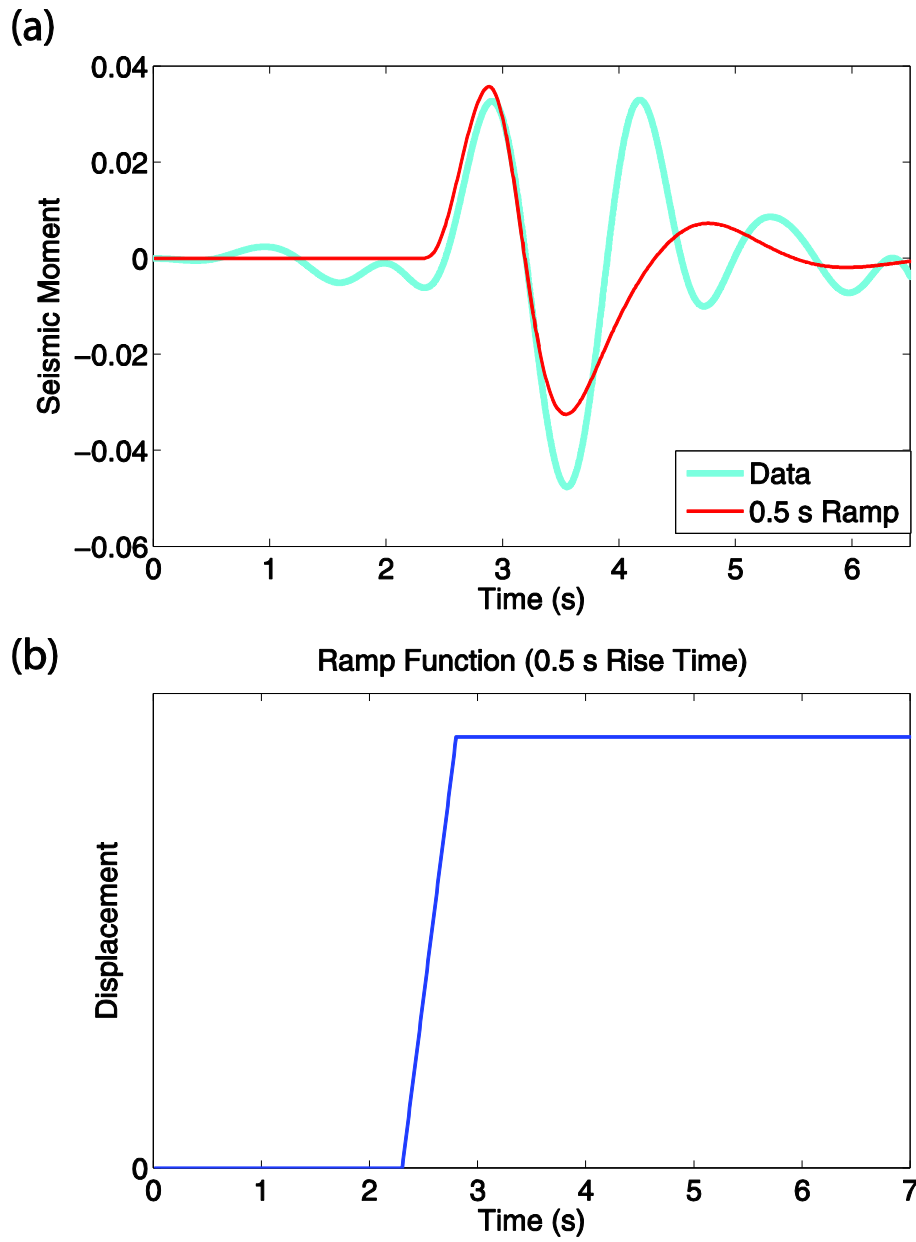 (a)
0.04
0.02
0
−0.02
−0.04
−0.06
Seismic Moment
Data
0.5 s Ramp
0 1 2 3 4 5 6
Time (s)
(b)
Ramp Function (0.5 s Rise Time)
Displacement
0
0 1 2 3 4 5 6 7
Time (s)